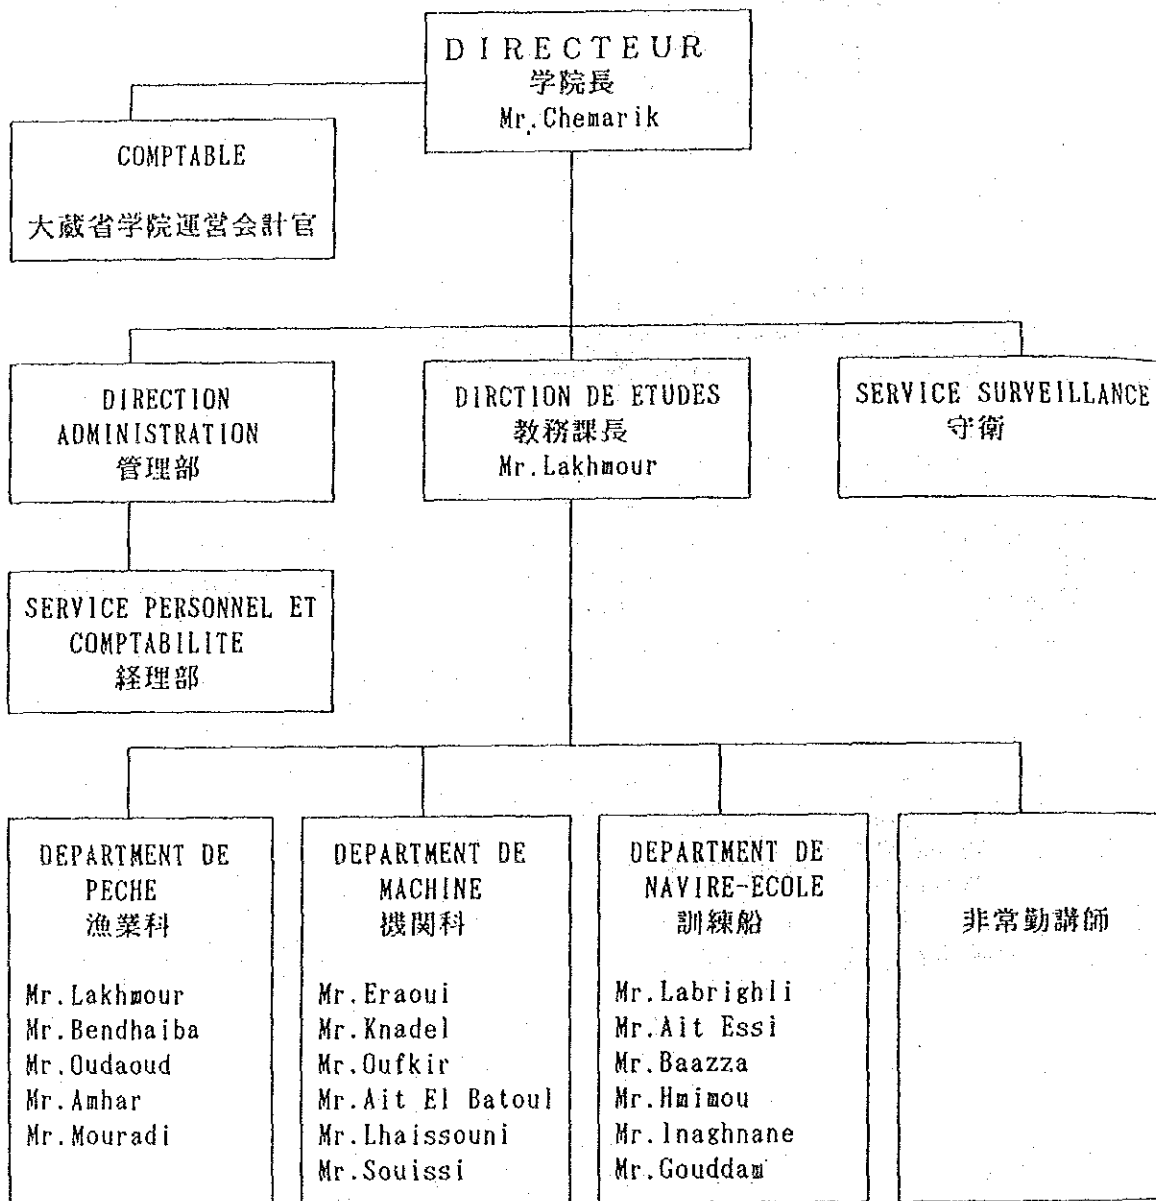 DIRECTEUR
学院長
Mr.Chemarik
COMPTABLE
大蔵省学院運営会計官
DIRECTION
ADMINISTRATION
管理部
DIRCTION DE ETUDES
教務課長
Mr.Lakhmour
SERVICE SURVEILLANCE
守衛
SERVICE PERSONNEL ET
COMPTABILITE
経理部
DEPARTMENT DE
PECHE
漁業科
Mr.Lakhmour
Mr.Bendhaiba
Mr.Oudaoud
Mr.Amhar
Mr.Mouradi
DEPARTMENT DE
MACHINE
機関科
Mr.Eraoui
Mr.Knadel
Mr.Oufkir
Mr.Ait El Batoul
Mr.Lhaissouni
Mr.Souissi
DEPARTMENT DE
NAVIRE-ECOLE
訓練船
Mr.Labrighli
Mr.Ait Essi
Mr.Baazza
Mr.Hmimou
Mr.Inaghnane
Mr.Gouddam
非常勤講師